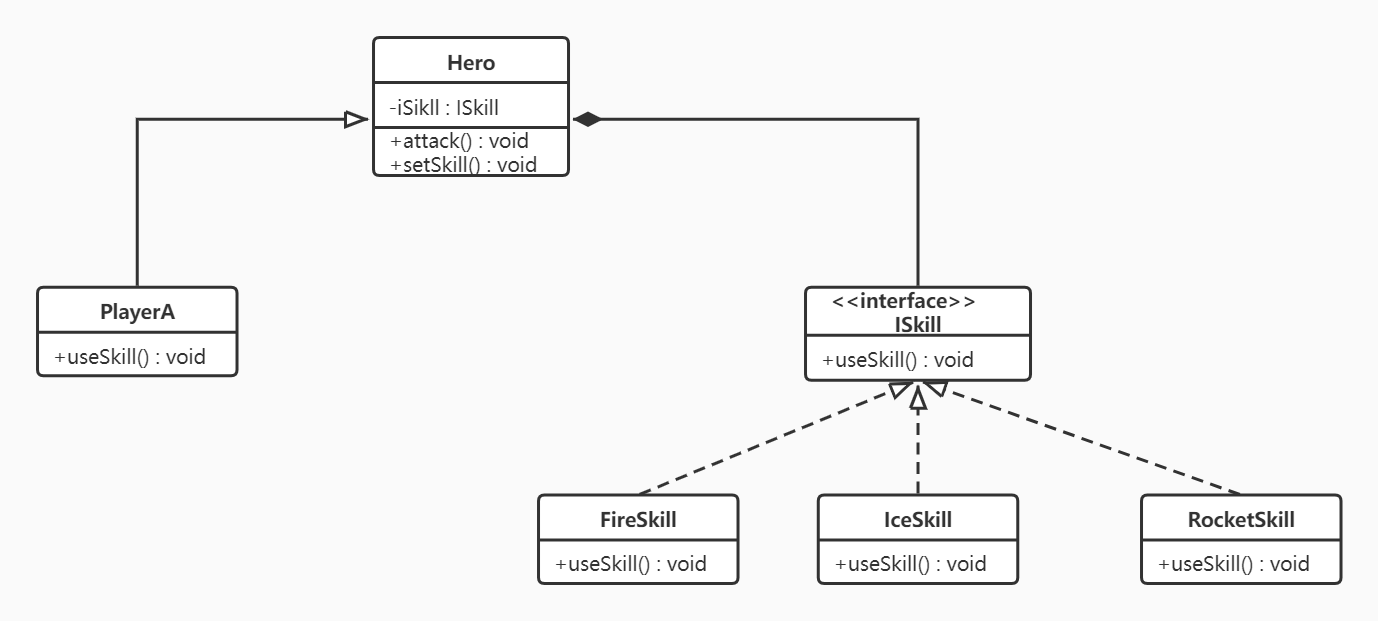 Hero
-iSikll : ISkill
+attack() : void
+setSkill() : void
PlayerA
+useSkill() : void
<<interface>>
ISkill
+useSkill() : void
FireSkill
+useSkill() : void
IceSkill
+useSkill() : void
RocketSkill
+useSkill() : void